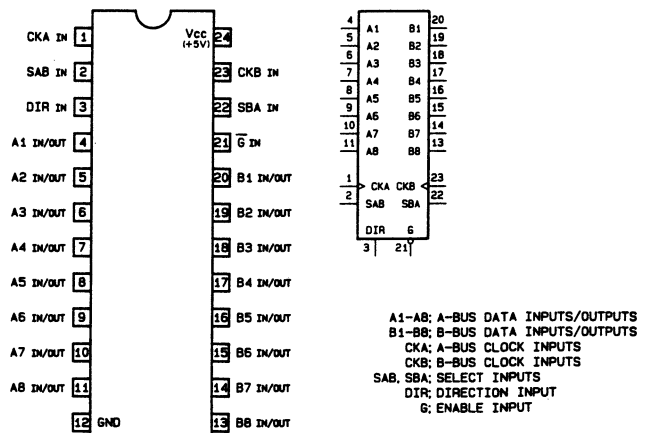 CKA IN 1
Vcc 24
(+5V)
SAB IN 2
23 CKB IN
DIR IN 3
22 SBA IN
A1 IN/OUT 4
21 G̅ IN
A2 IN/OUT 5
20 B1 IN/OUT
A3 IN/OUT 6
19 B2 IN/OUT
A4 IN/OUT 7
18 B3 IN/OUT
A5 IN/OUT 8
17 B4 IN/OUT
A6 IN/OUT 9
16 B5 IN/OUT
A7 IN/OUT 10
15 B6 IN/OUT
A8 IN/OUT 11
14 B7 IN/OUT
12 GND
13 B8 IN/OUT
4 A1 B1 20
5 A2 B2 19
6 A3 B3 18
7 A4 B4 17
8 A5 B5 16
9 A6 B6 15
10 A7 B7 14
11 A8 B8 13
1 CKA CKB 23
2 SAB SBA 22
DIR G
3 21
A1-A8; A-BUS DATA INPUTS/OUTPUTS
B1-B8; B-BUS DATA INPUTS/OUTPUTS
CKA; A-BUS CLOCK INPUTS
CKB; B-BUS CLOCK INPUTS
SAB, SBA; SELECT INPUTS
DIR; DIRECTION INPUT
G; ENABLE INPUT